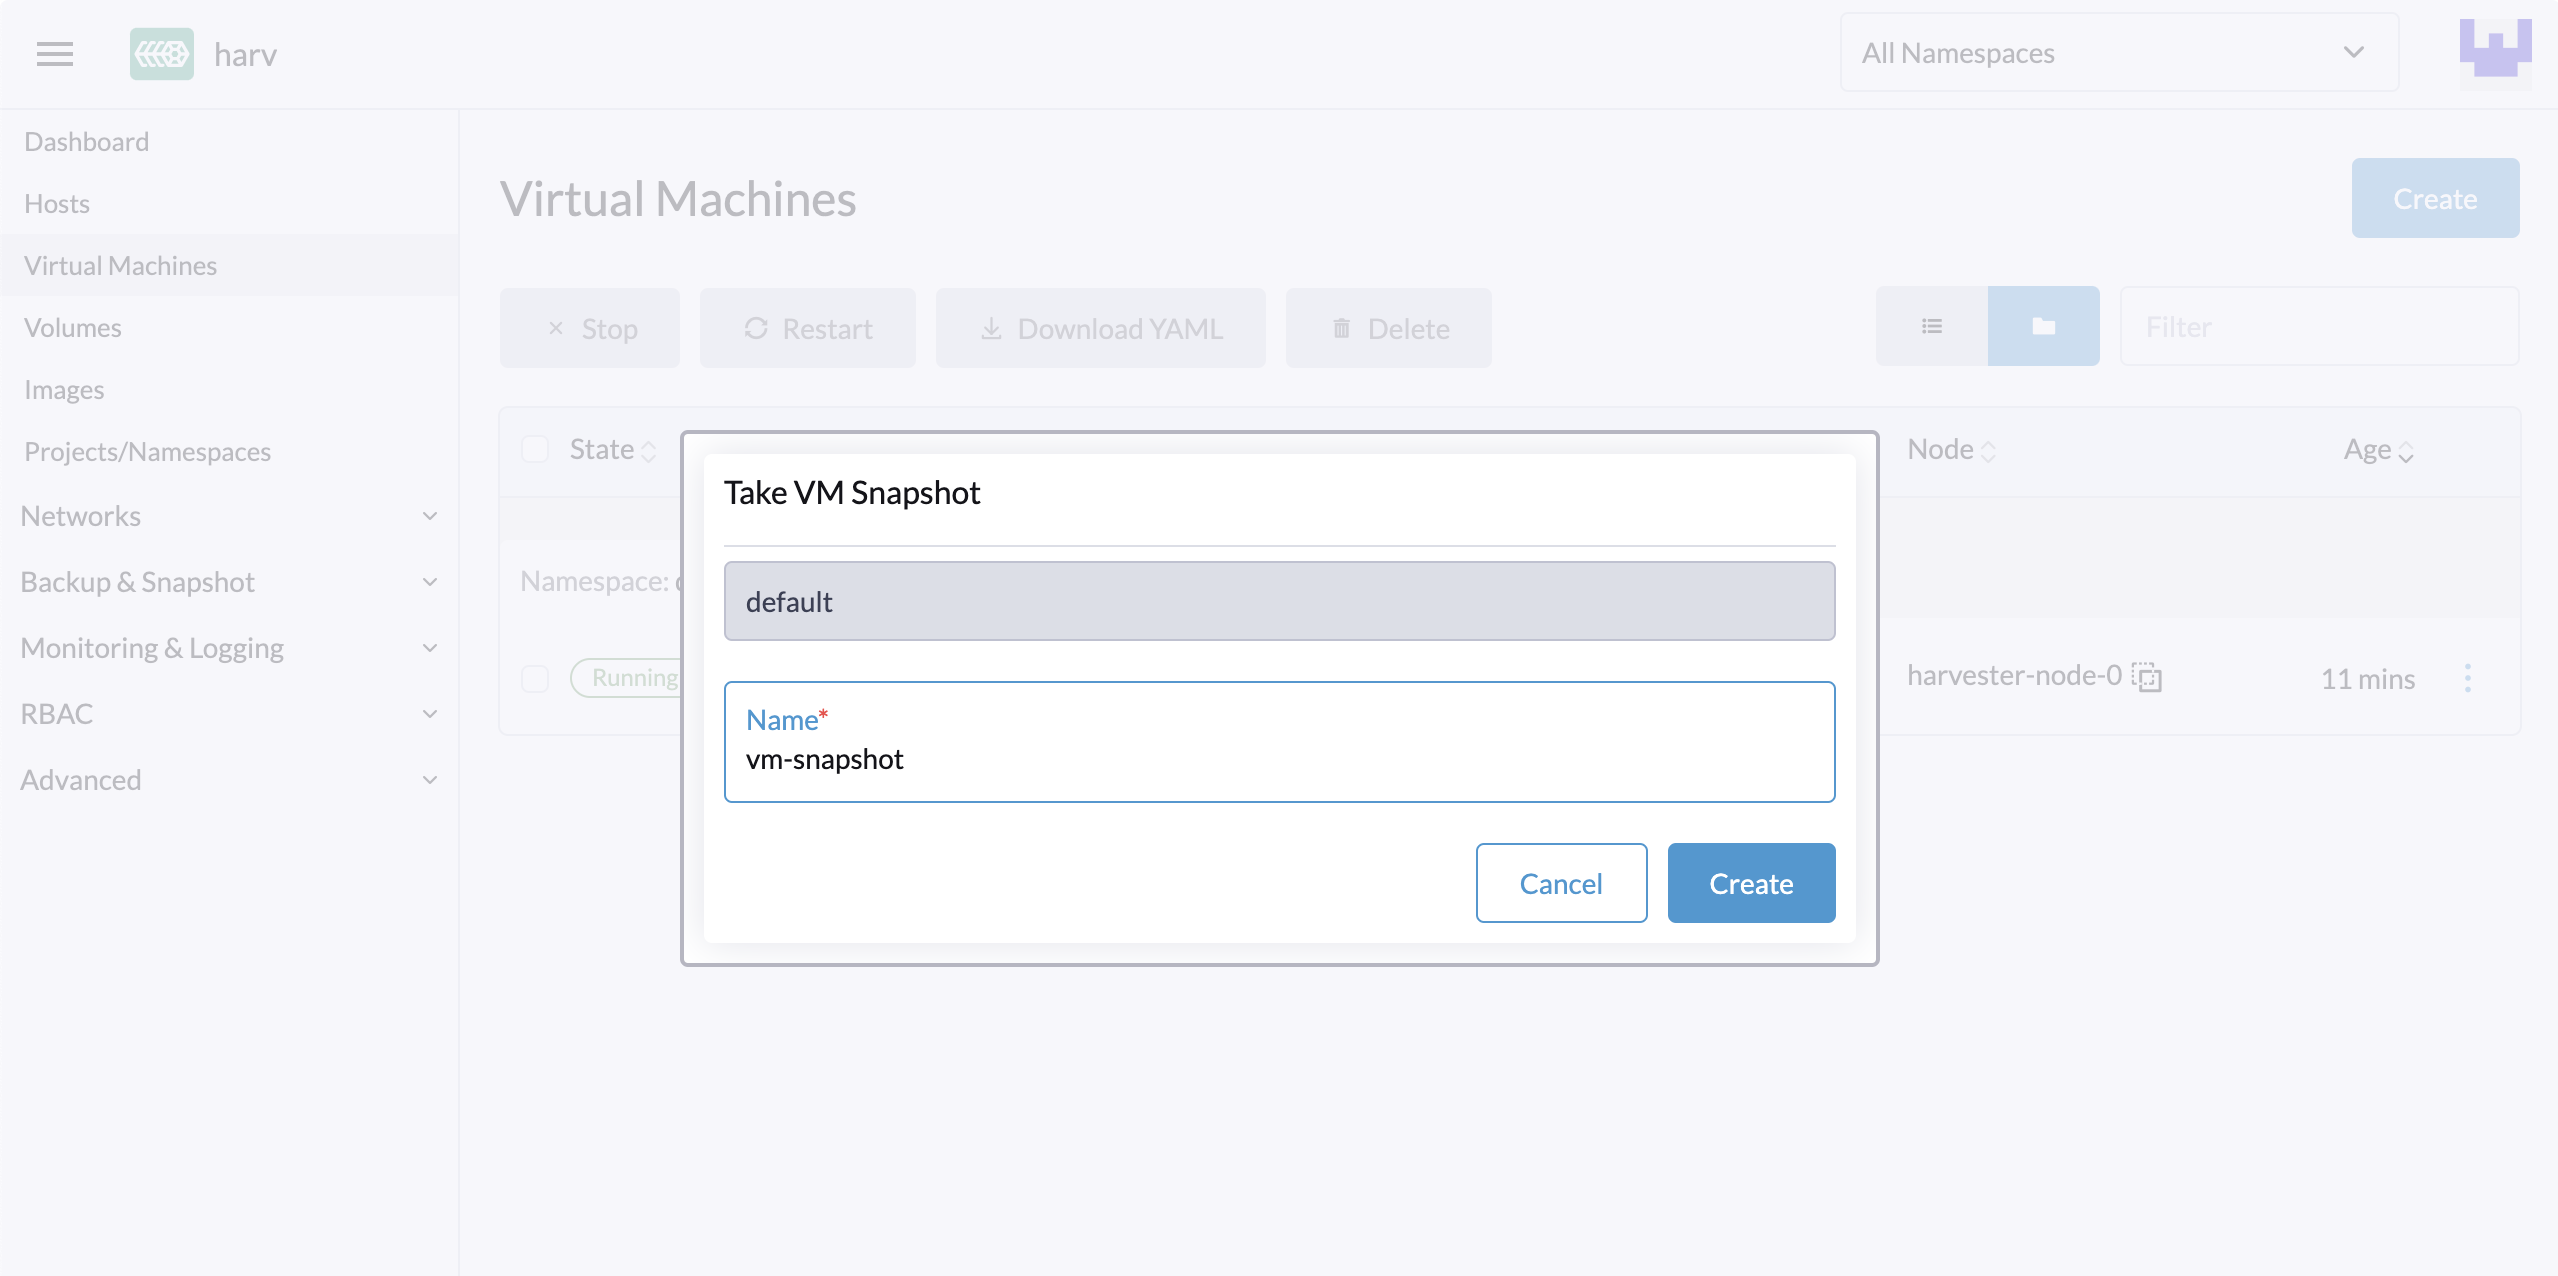 harv
All Namespaces
Dashboard
Hosts
Virtual Machines
Volumes
Images
Projects/Namespaces
Networks
Backup & Snapshot
Monitoring & Logging
RBAC
Advanced
Virtual Machines
Create
Stop
Restart
Download YAML
Delete
Filter
State
Node
Age
Namespace:
Running
harvester-node-0
11 mins
Take VM Snapshot
default
Name*
vm-snapshot
Cancel
Create